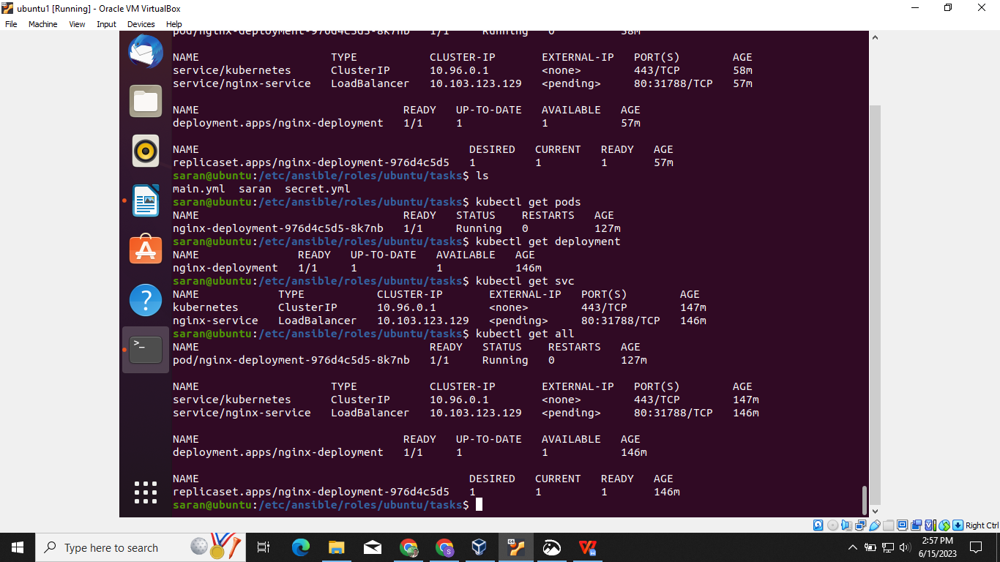 ubuntu1 [Running] - Oracle VM VirtualBox
File Machine View Input Devices Help
pod/nginx-deployment-976d4c5d5-8k7nb 1/1 Running 0 58m
NAME TYPE CLUSTER-IP EXTERNAL-IP PORT(S) AGE
service/kubernetes ClusterIP 10.96.0.1 <none> 443/TCP 58m
service/nginx-service LoadBalancer 10.103.123.129 <pending> 80:31788/TCP 57m
NAME READY UP-TO-DATE AVAILABLE AGE
deployment.apps/nginx-deployment 1/1 1 1 57m
NAME DESIRED CURRENT READY AGE
replicaset.apps/nginx-deployment-976d4c5d5 1 1 1 57m
saran@ubuntu:/etc/ansible/roles/ubuntu/tasks$ ls
main.yml saran secret.yml
saran@ubuntu:/etc/ansible/roles/ubuntu/tasks$ kubectl get pods
NAME READY STATUS RESTARTS AGE
nginx-deployment-976d4c5d5-8k7nb 1/1 Running 0 127m
saran@ubuntu:/etc/ansible/roles/ubuntu/tasks$ kubectl get deployment
NAME READY UP-TO-DATE AVAILABLE AGE
nginx-deployment 1/1 1 1 146m
saran@ubuntu:/etc/ansible/roles/ubuntu/tasks$ kubectl get svc
NAME TYPE CLUSTER-IP EXTERNAL-IP PORT(S) AGE
kubernetes ClusterIP 10.96.0.1 <none> 443/TCP 147m
nginx-service LoadBalancer 10.103.123.129 <pending> 80:31788/TCP 146m
saran@ubuntu:/etc/ansible/roles/ubuntu/tasks$ kubectl get all
NAME READY STATUS RESTARTS AGE
pod/nginx-deployment-976d4c5d5-8k7nb 1/1 Running 0 127m
NAME TYPE CLUSTER-IP EXTERNAL-IP PORT(S) AGE
service/kubernetes ClusterIP 10.96.0.1 <none> 443/TCP 147m
service/nginx-service LoadBalancer 10.103.123.129 <pending> 80:31788/TCP 146m
NAME READY UP-TO-DATE AVAILABLE AGE
deployment.apps/nginx-deployment 1/1 1 1 146m
NAME DESIRED CURRENT READY AGE
replicaset.apps/nginx-deployment-976d4c5d5 1 1 1 146m
saran@ubuntu:/etc/ansible/roles/ubuntu/tasks$
Right Ctrl
Type here to search
2:57 PM
6/15/2023